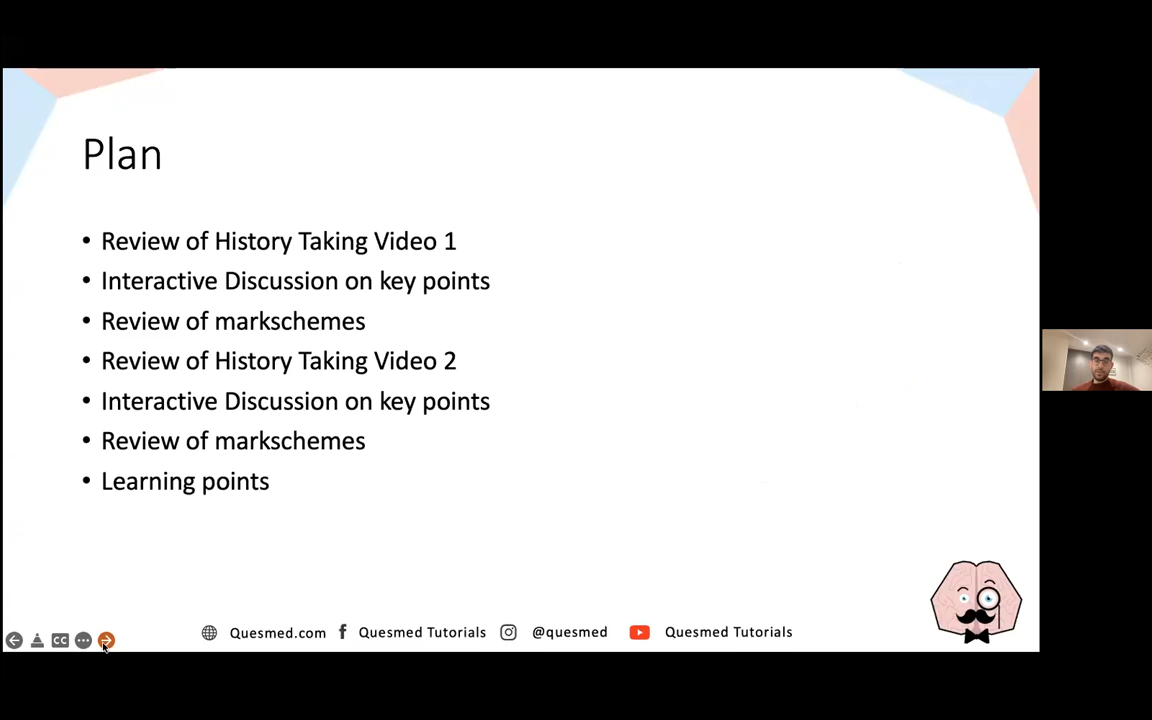 Plan
• Review of History Taking Video 1
• Interactive Discussion on key points
• Review of markschemes
• Review of History Taking Video 2
• Interactive Discussion on key points
• Review of markschemes
• Learning points
CC
Quesmed.com Quesmed Tutorials @quesmed Quesmed Tutorials